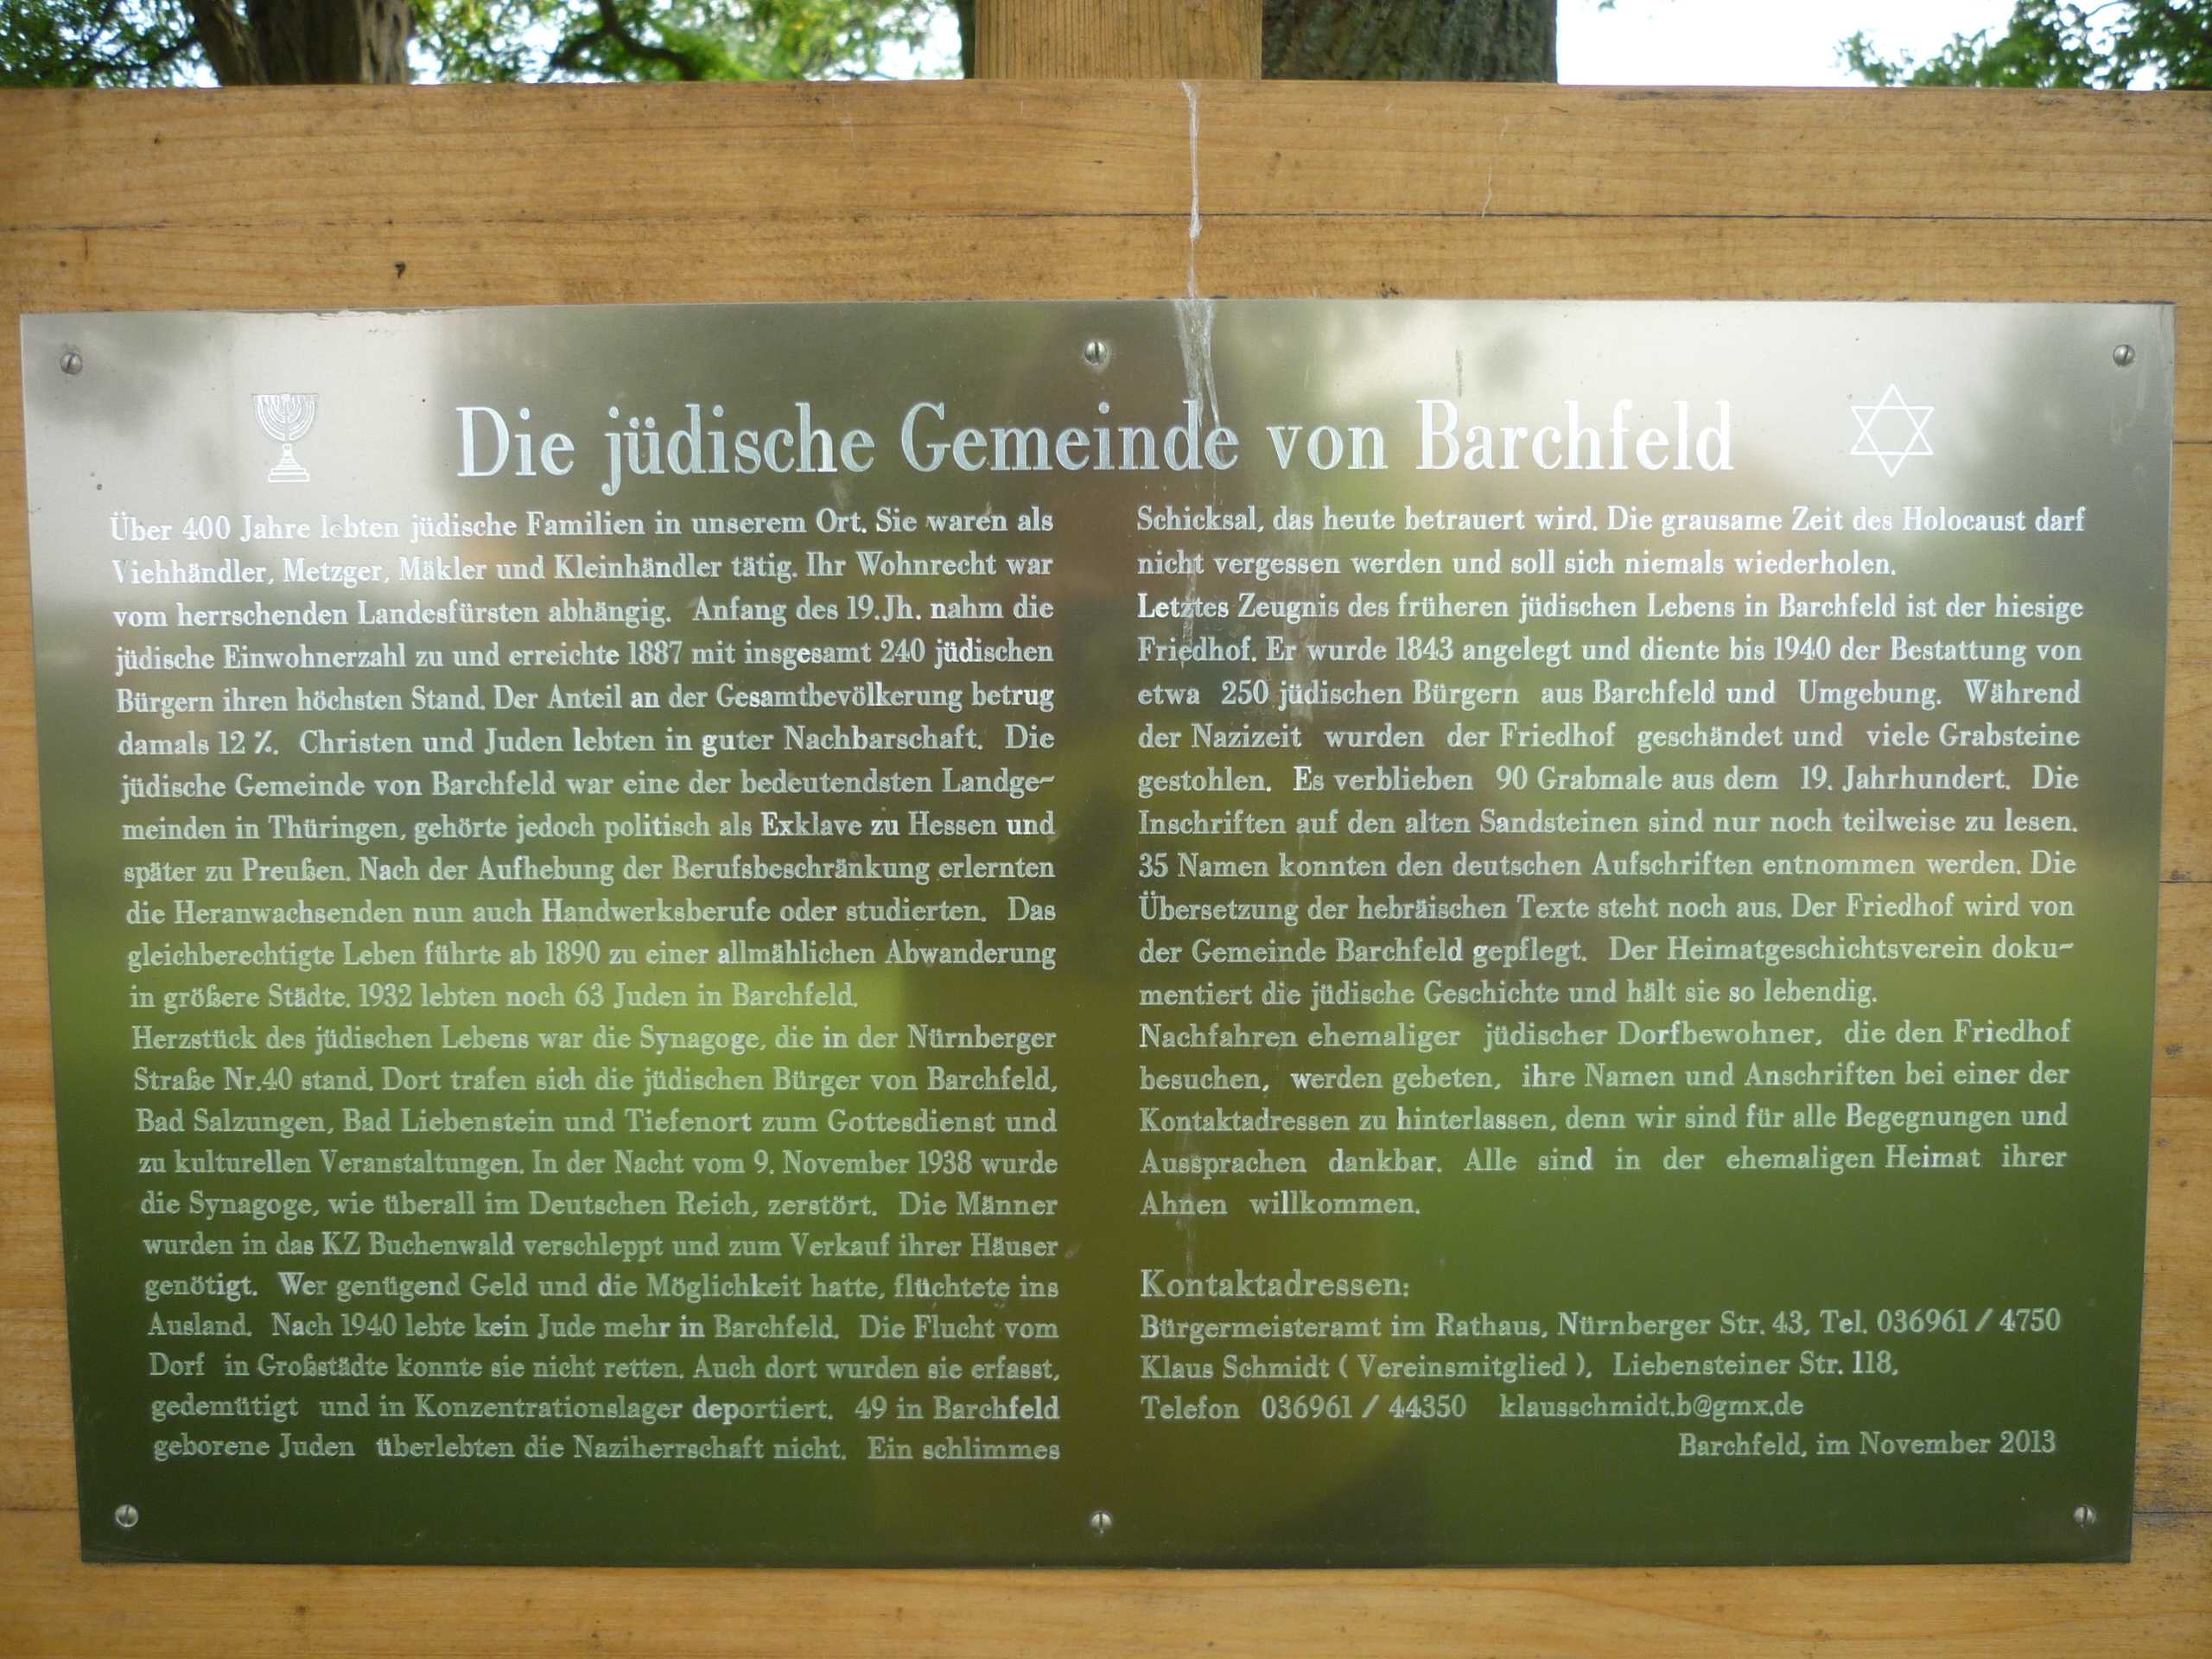 Die jüdische Gemeinde von Barchfeld
Über 400 Jahre lebten jüdische Familien in unserem Ort. Sie waren als
Viehhändler, Metzger, Mäkler und Kleinhändler tätig. Ihr Wohnrecht war
vom herrschenden Landesfürsten abhängig. Anfang des 19.Jh. nahm die
jüdische Einwohnerzahl zu und erreichte 1887 mit insgesamt 240 jüdischen
Bürgern ihren höchsten Stand. Der Anteil an der Gesamtbevölkerung betrug
damals 12 %. Christen und Juden lebten in guter Nachbarschaft. Die
jüdische Gemeinde von Barchfeld war eine der bedeutendsten Landge-
meinden in Thüringen, gehörte jedoch politisch als Exklave zu Hessen und
später zu Preußen. Nach der Aufhebung der Berufsbeschränkung erlernten
die Heranwachsenden nun auch Handwerksberufe oder studierten. Das
gleichberechtigte Leben führte ab 1890 zu einer allmählichen Abwanderung
in größere Städte. 1932 lebten noch 63 Juden in Barchfeld.
Herzstück des jüdischen Lebens war die Synagoge, die in der Nürnberger
Straße Nr.40 stand. Dort trafen sich die jüdischen Bürger von Barchfeld,
Bad Salzungen, Bad Liebenstein und Tiefenort zum Gottesdienst und
zu kulturellen Veranstaltungen. In der Nacht vom 9. November 1938 wurde
die Synagoge, wie überall im Deutschen Reich, zerstört. Die Männer
wurden in das KZ Buchenwald verschleppt und zum Verkauf ihrer Häuser
genötigt. Wer genügend Geld und die Möglichkeit hatte, flüchtete ins
Ausland. Nach 1940 lebte kein Jude mehr in Barchfeld. Die Flucht vom
Dorf in Großstädte konnte sie nicht retten. Auch dort wurden sie erfasst,
gedemütigt und in Konzentrationslager deportiert. 49 in Barchfeld
geborene Juden überlebten die Naziherrschaft nicht. Ein schlimmes
Schicksal, das heute betrauert wird. Die grausame Zeit des Holocaust darf
nicht vergessen werden und soll sich niemals wiederholen.
Letztes Zeugnis des früheren jüdischen Lebens in Barchfeld ist der hiesige
Friedhof. Er wurde 1843 angelegt und diente bis 1940 der Bestattung von
etwa 250 jüdischen Bürgern aus Barchfeld und Umgebung. Während
der Nazizeit wurden der Friedhof geschändet und viele Grabsteine
gestohlen. Es verblieben 90 Grabmale aus dem 19. Jahrhundert. Die
Inschriften auf den alten Sandsteinen sind nur noch teilweise zu lesen.
35 Namen konnten den deutschen Aufschriften entnommen werden. Die
Übersetzung der hebräischen Texte steht noch aus. Der Friedhof wird von
der Gemeinde Barchfeld gepflegt. Der Heimatgeschichtsverein doku-
mentiert die jüdische Geschichte und hält sie so lebendig.
Nachfahren ehemaliger jüdischer Dorfbewohner, die den Friedhof
besuchen, werden gebeten, ihre Namen und Anschriften bei einer der
Kontaktadressen zu hinterlassen, denn wir sind für alle Begegnungen und
Aussprachen dankbar. Alle sind in der ehemaligen Heimat ihrer
Ahnen willkommen.
Kontaktadressen:
Bürgermeisteramt im Rathaus, Nürnberger Str. 43, Tel. 036961 / 4750
Klaus Schmidt ( Vereinsmitglied ), Liebensteiner Str. 118,
Telefon 036961 / 44350 klausschmidt.b@gmx.de
Barchfeld, im November 2013